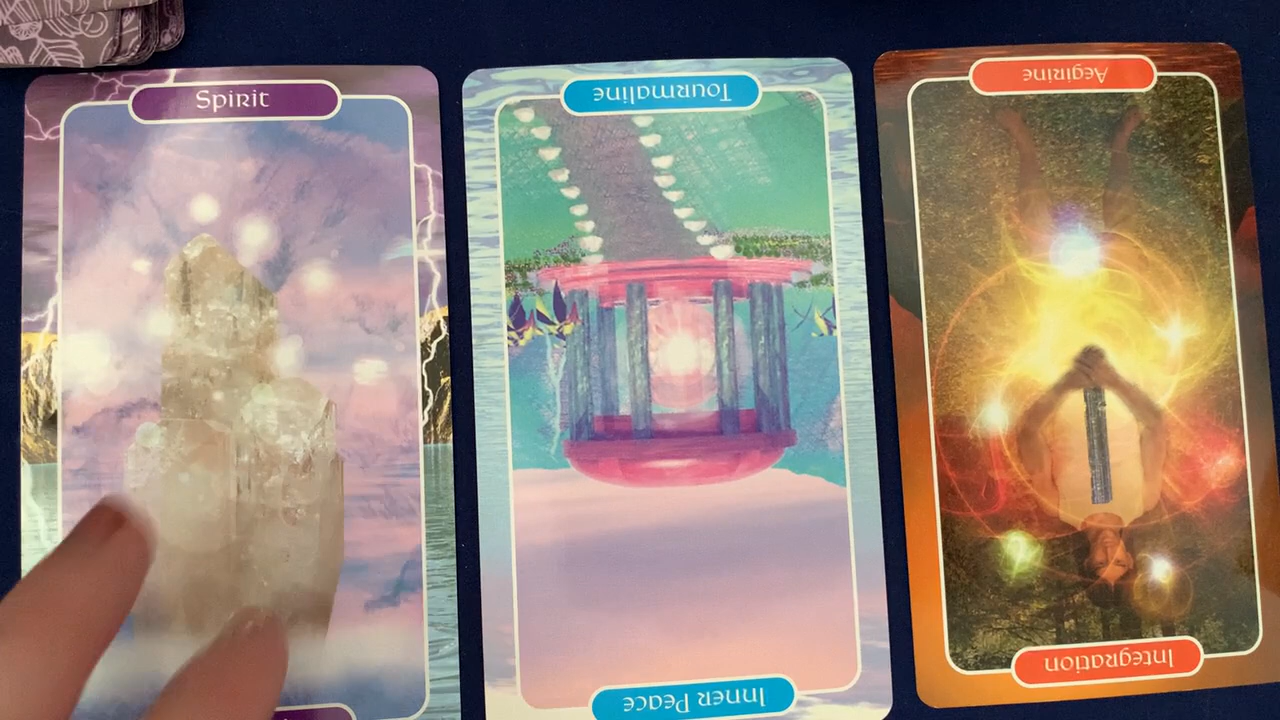 Spirit
Tourmaline
Aegirine
Inner Peace
Integration